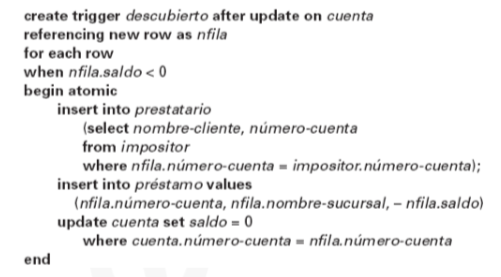 create trigger descubierto after update on cuenta
referencing new row as nfila
for each row
when nfila.saldo < 0
begin atomic
insert into prestatario
(select nombre-cliente, número-cuenta
from impositor
where nfila.número-cuenta = impositor.número-cuenta);
insert into préstamo values
(nfila.número-cuenta, nfila.nombre-sucursal, – nfila.saldo)
update cuenta set saldo = 0
where cuenta.número-cuenta = nfila.número-cuenta
end